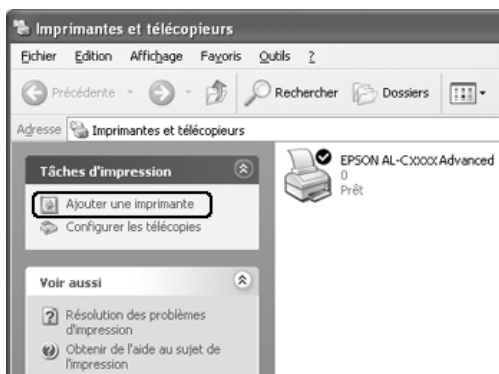 Imprimantes et télécopieurs
Fichier Edition Affichage Favoris Outils ?
Précédente Rechercher Dossiers
Adresse Imprimantes et télécopieurs
Tâches d'impression
Ajouter une imprimante
Configurer les télécopies
Voir aussi
Résolution des problèmes
d'impression
Obtenir de l'aide au sujet de
l'impression
EPSON AL-CXXXX Advanced
0
Prêt